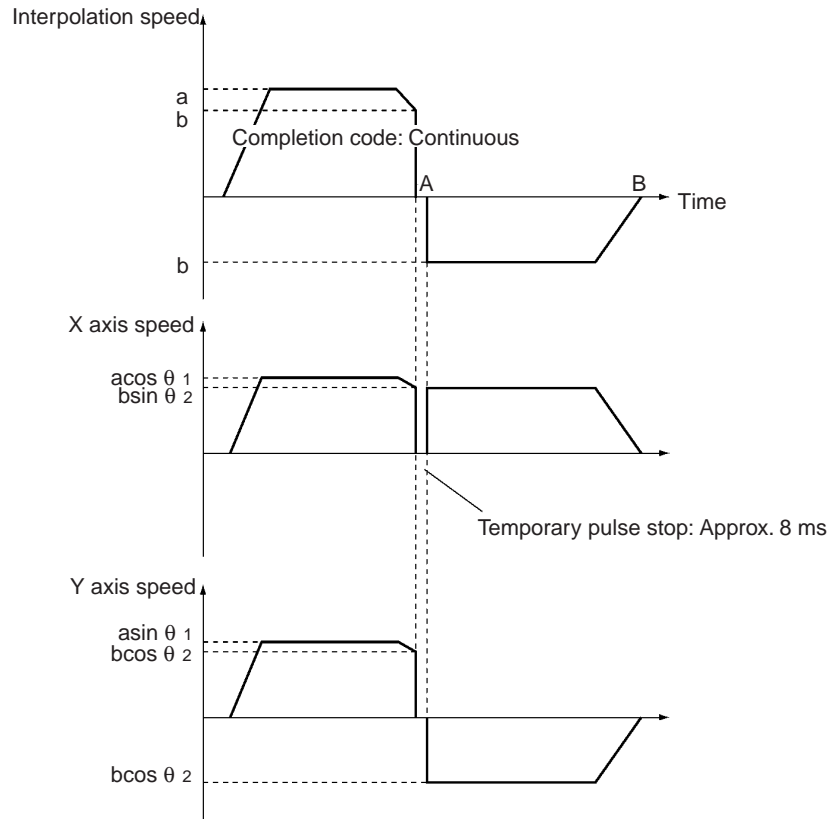 Interpolation speed
a
b
Completion code: Continuous
A
B
Time
b
X axis speed
acos θ 1
bsin θ 2
Temporary pulse stop: Approx. 8 ms
Y axis speed
asin θ 1
bcos θ 2
bcos θ 2